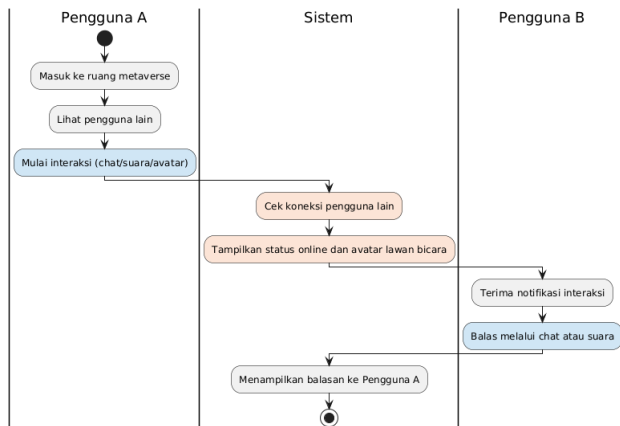 Pengguna A
Sistem
Pengguna B
Masuk ke ruang metaverse
Lihat pengguna lain
Mulai interaksi (chat/suara/avatar)
Cek koneksi pengguna lain
Tampilkan status online dan avatar lawan bicara
Terima notifikasi interaksi
Balas melalui chat atau suara
Menampilkan balasan ke Pengguna A